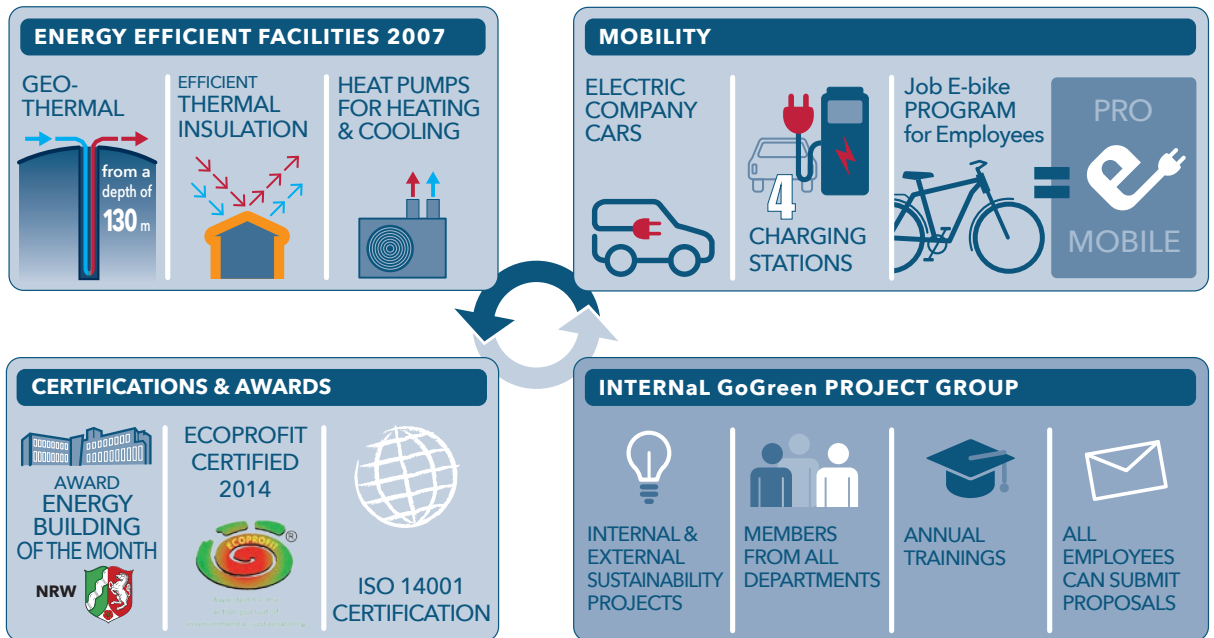 ENERGY EFFICIENT FACILITIES 2007
GEO-
THERMAL
from a
depth of
130 m
EFFICIENT
THERMAL
INSULATION
HEAT PUMPS
FOR HEATING
& COOLING
MOBILITY
ELECTRIC
COMPANY
CARS
4
CHARGING
STATIONS
Job E-bike
PROGRAM
for Employees
=
PRO
e
MOBILE
CERTIFICATIONS & AWARDS
AWARD
ENERGY
BUILDING
OF THE MONTH
NRW
ECOPROFIT
CERTIFIED
2014
ECOPROFIT
®
ISO 14001
CERTIFICATION
INTERNaL GoGreen PROJECT GROUP
INTERNAL &
EXTERNAL
SUSTAINABILITY
PROJECTS
MEMBERS
FROM ALL
DEPARTMENTS
ANNUAL
TRAININGS
ALL
EMPLOYEES
CAN SUBMIT
PROPOSALS